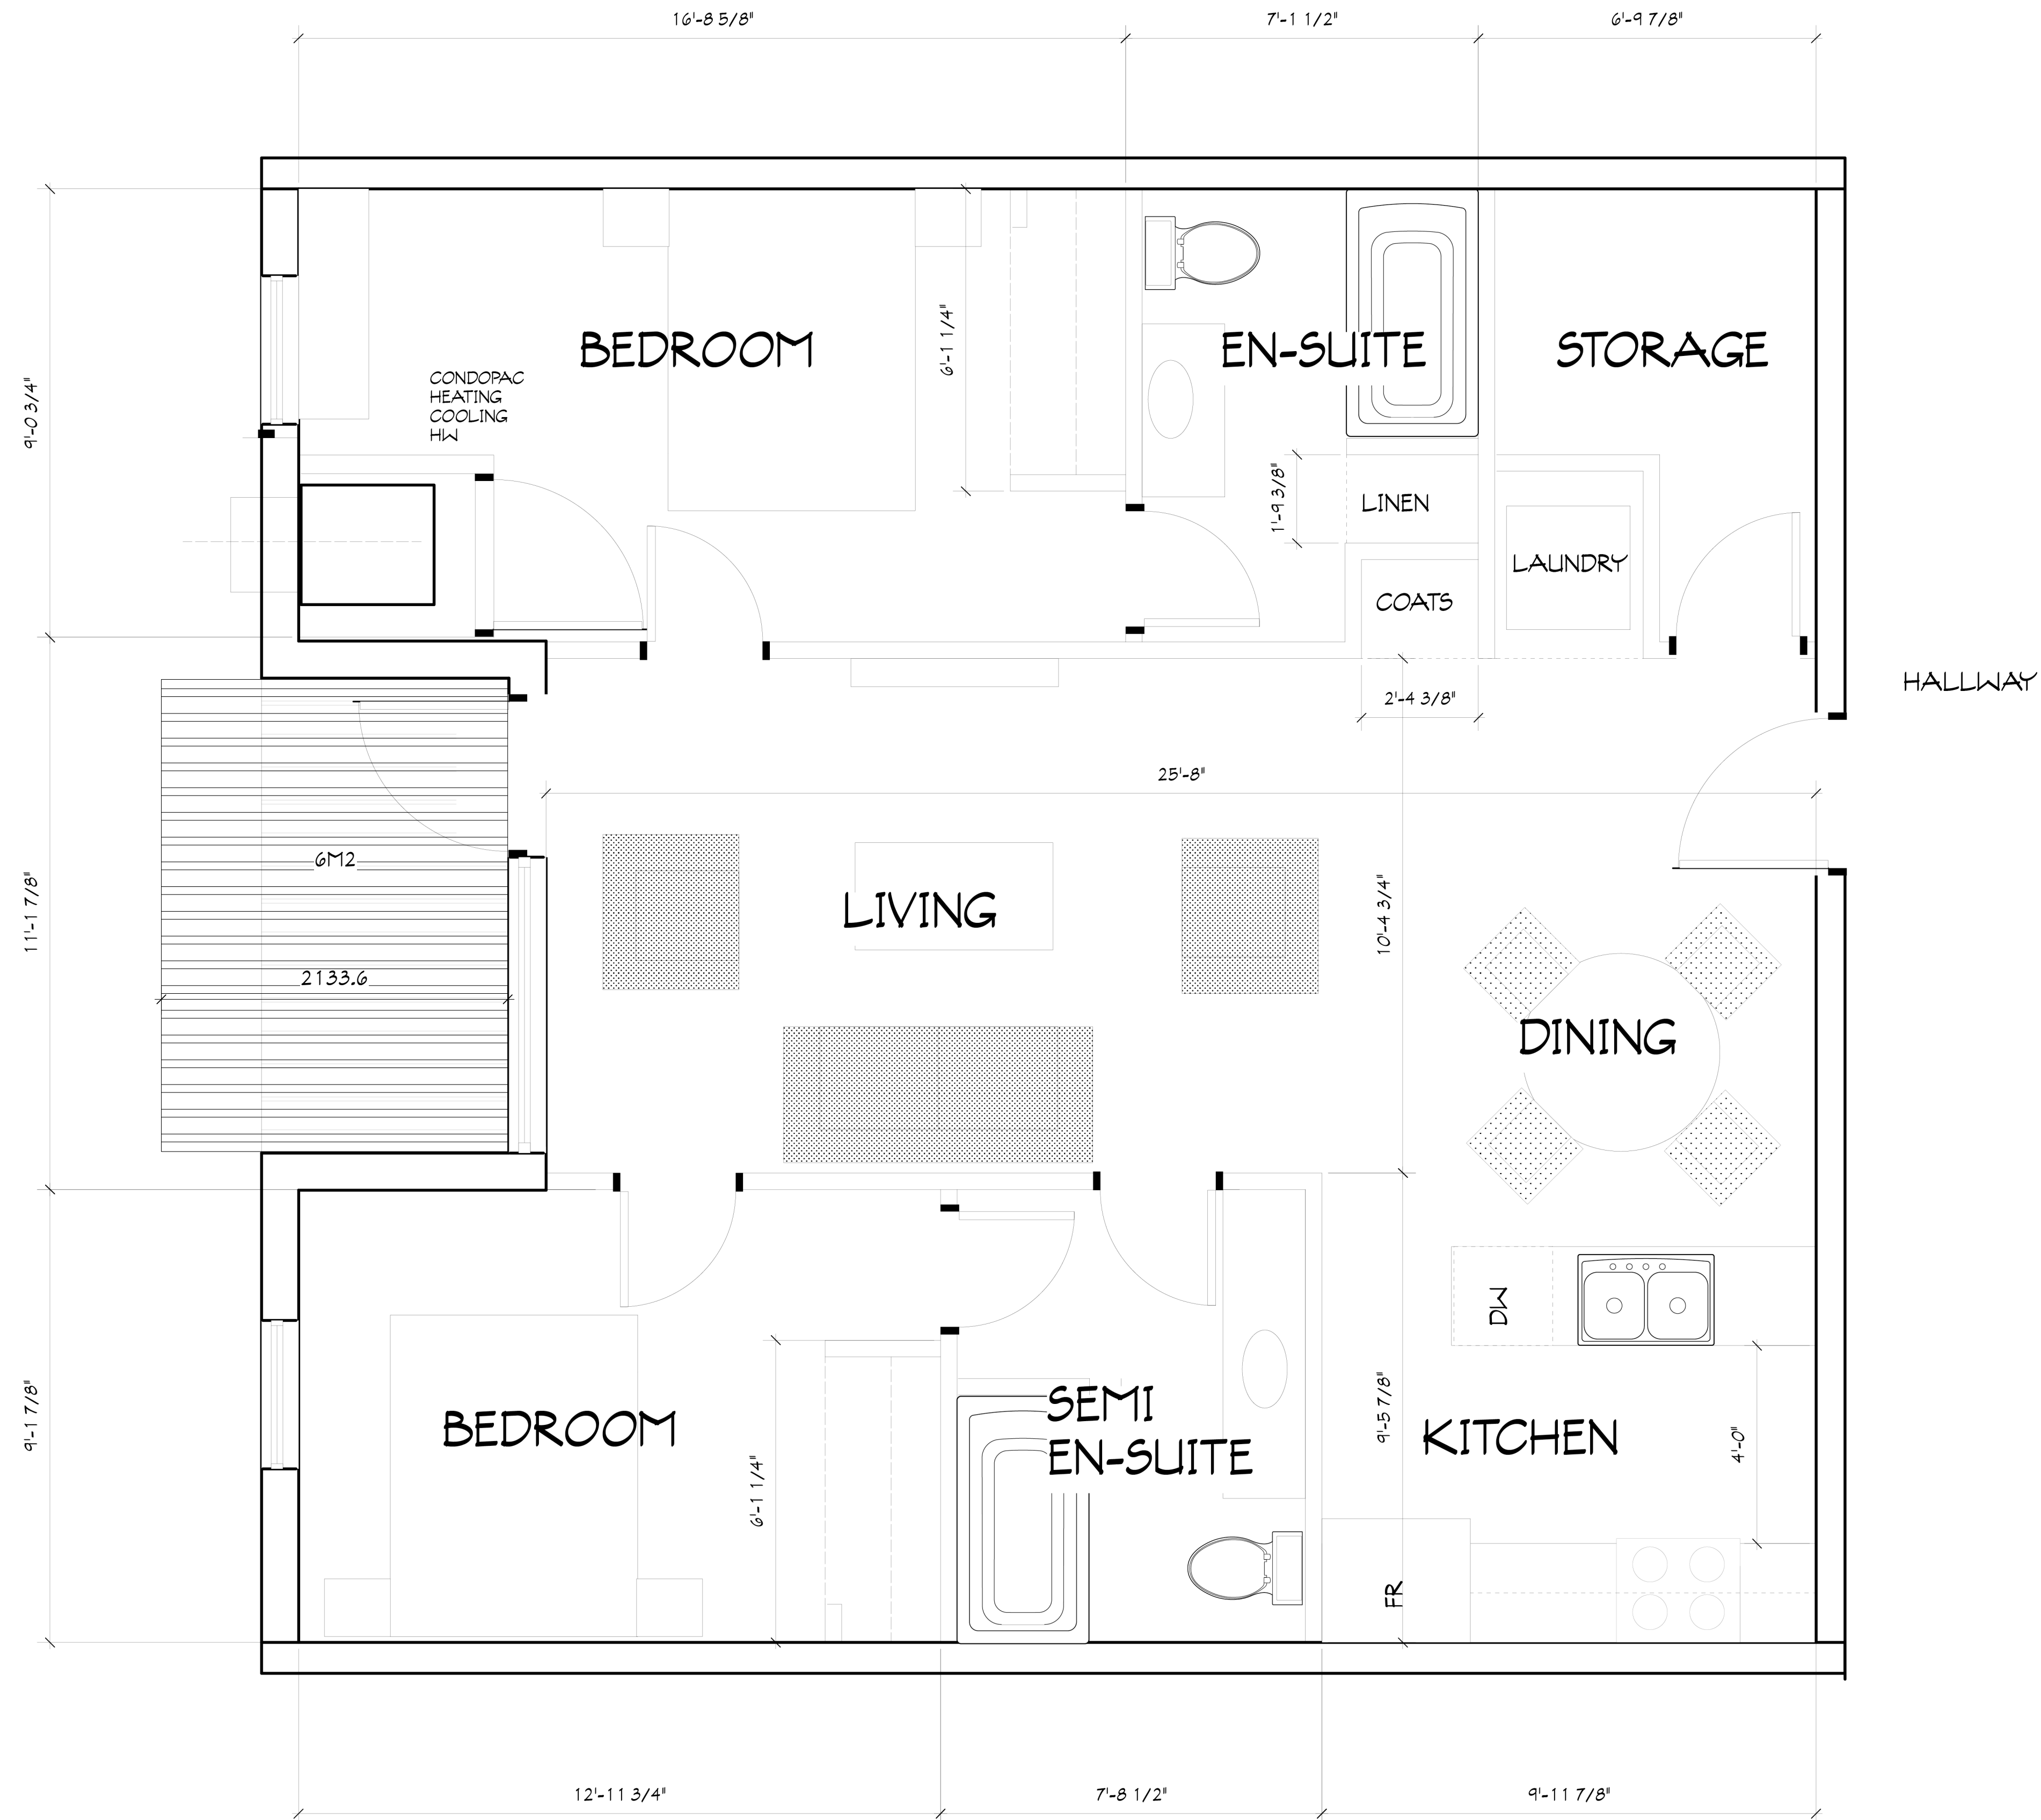 16'-8 5/8"
7'-1 1/2"
6'-9 7/8"
9'-0 3/4"
6'-1 1/4"
BEDROOM
EN-SUITE
STORAGE
CONDOPAC
HEATING
COOLING
HW
1'-9 3/8"
LINEN
LAUNDRY
COATS
HALLWAY
2'-4 3/8"
25'-8"
6M2
11'-1 7/8"
LIVING
10'-4 3/4"
2133.6
DINING
DW
9'-1 7/8"
BEDROOM
6'-1 1/4"
SEMI
EN-SUITE
9'-5 7/8"
KITCHEN
4'-0"
FR
12'-11 3/4"
7'-8 1/2"
9'-11 7/8"